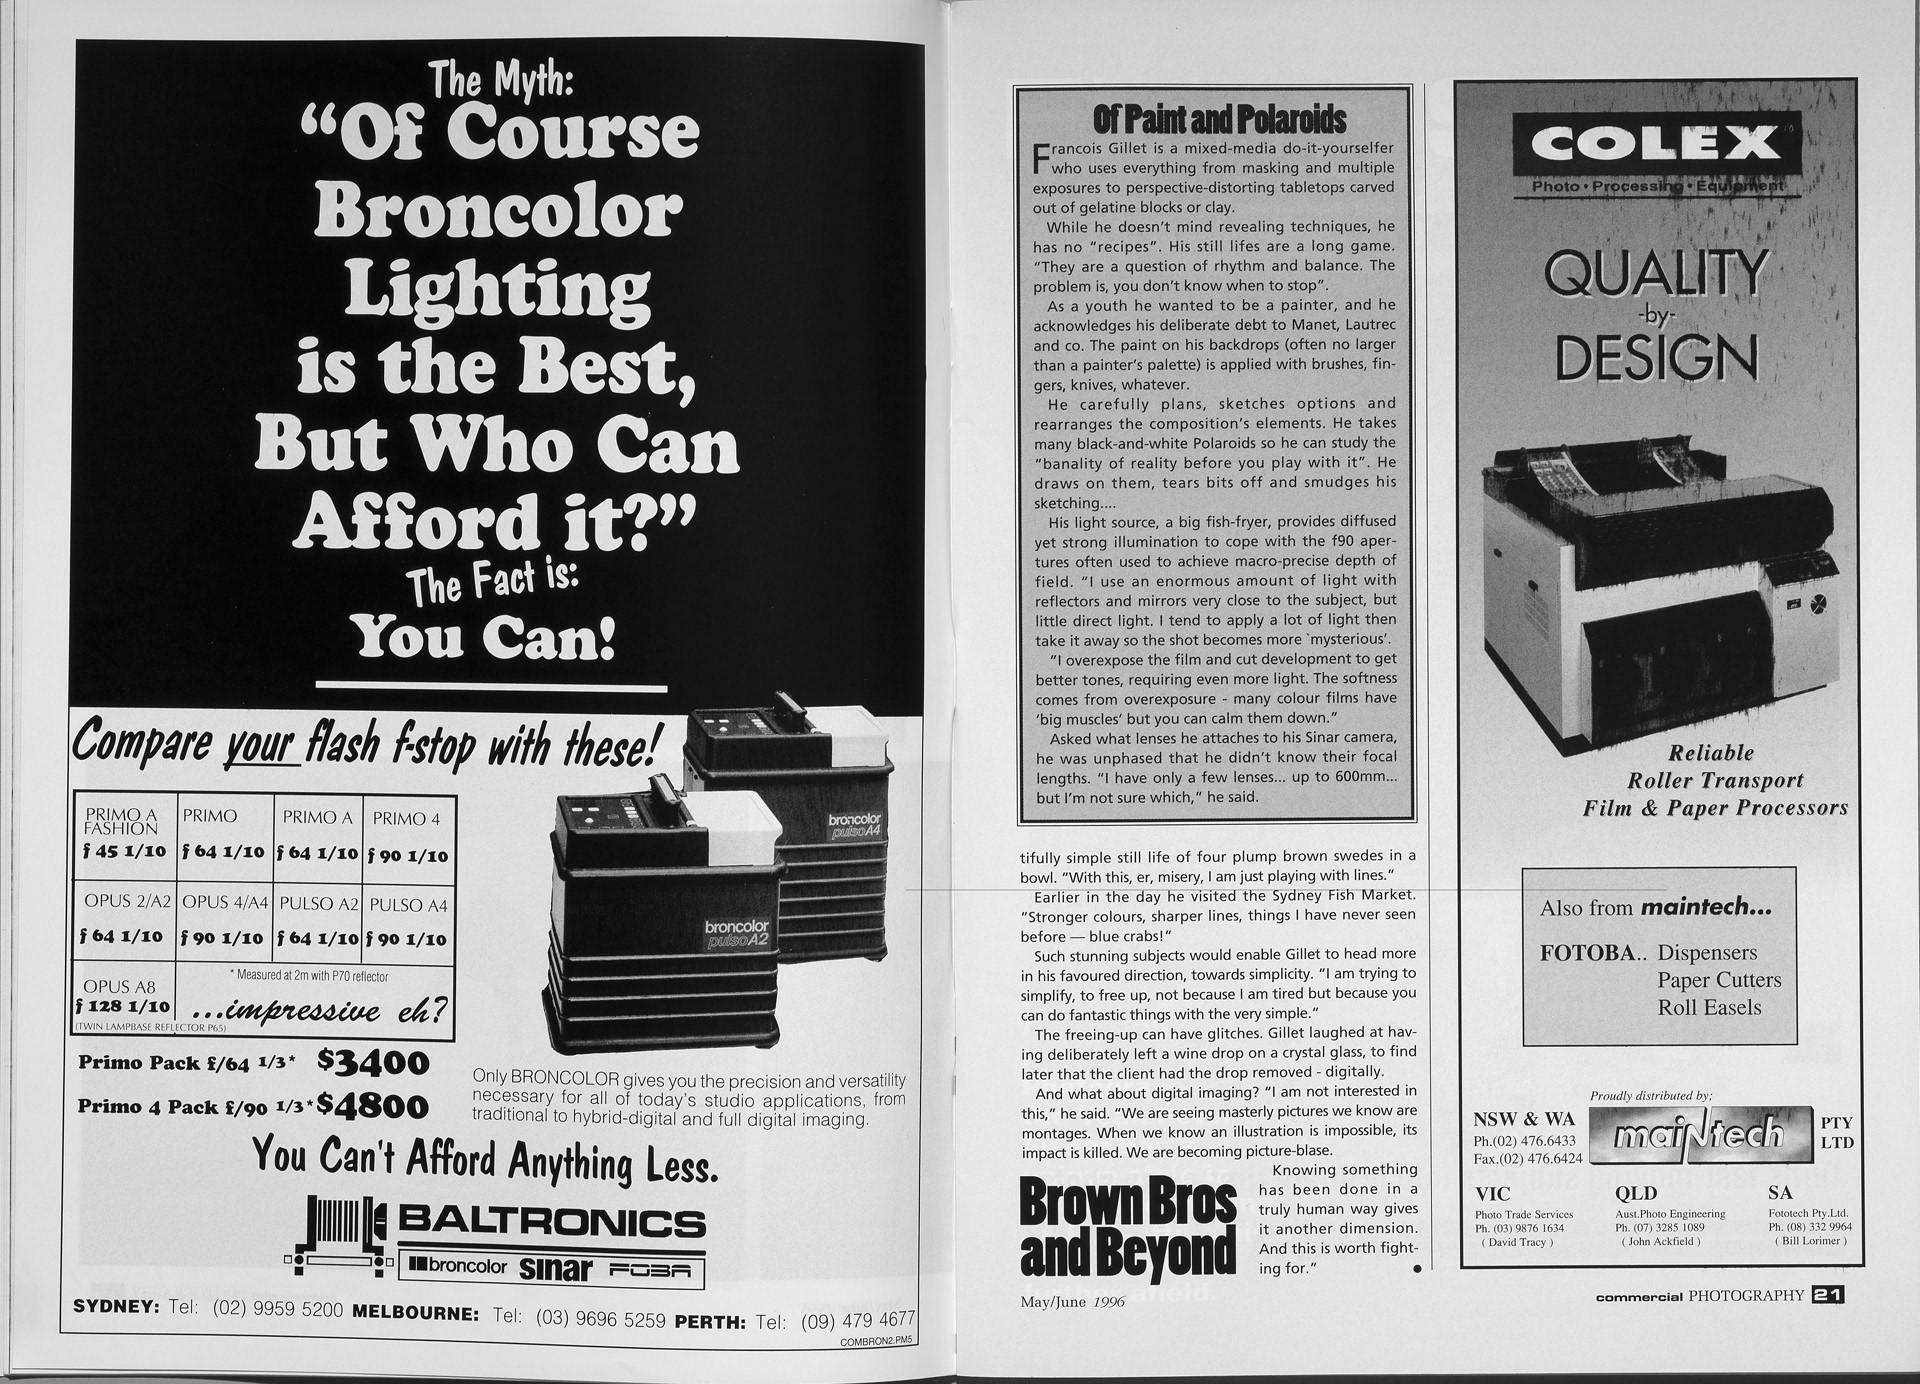 The Myth:
“Of Course
Broncolor
Lighting
is the Best,
But Who Can
Afford it?”
The Fact is:
You Can!
Compare your flash f-stop with these!
PRIMO A
FASHION
f 45 1/10
PRIMO
f 64 1/10
PRIMO A
f 64 1/10
PRIMO 4
f 90 1/10
OPUS 2/A2
f 64 1/10
OPUS 4/A4
f 90 1/10
PULSO A2
f 64 1/10
PULSO A4
f 90 1/10
OPUS A8
f 128 1/10
(TWIN LAMPBASE REFLECTOR P65)
* Measured at 2m with P70 reflector
...impressive eh?
broncolor
pulso A4
broncolor
pulso A2
Primo Pack f/64 1/3* $3400
Primo 4 Pack f/90 1/3* $4800
Only BRONCOLOR gives you the precision and versatility
necessary for all of today's studio applications, from
traditional to hybrid-digital and full digital imaging.
You Can't Afford Anything Less.
BALTRONICS
broncolor sinar FOBA
SYDNEY: Tel: (02) 9959 5200 MELBOURNE: Tel: (03) 9696 5259 PERTH: Tel: (09) 479 4677
COMBRON2.PM5
Of Paint and Polaroids
Francois Gillet is a mixed-media do-it-yourselfer
who uses everything from masking and multiple
exposures to perspective-distorting tabletops carved
out of gelatine blocks or clay.
While he doesn't mind revealing techniques, he
has no "recipes". His still lifes are a long game.
"They are a question of rhythm and balance. The
problem is, you don't know when to stop".
As a youth he wanted to be a painter, and he
acknowledges his deliberate debt to Manet, Lautrec
and co. The paint on his backdrops (often no larger
than a painter's palette) is applied with brushes, fin-
gers, knives, whatever.
He carefully plans, sketches options and
rearranges the composition's elements. He takes
many black-and-white Polaroids so he can study the
"banality of reality before you play with it". He
draws on them, tears bits off and smudges his
sketching....
His light source, a big fish-fryer, provides diffused
yet strong illumination to cope with the f90 aper-
tures often used to achieve macro-precise depth of
field. "I use an enormous amount of light with
reflectors and mirrors very close to the subject, but
little direct light. I tend to apply a lot of light then
take it away so the shot becomes more `mysterious'.
"I overexpose the film and cut development to get
better tones, requiring even more light. The softness
comes from overexposure - many colour films have
'big muscles' but you can calm them down."
Asked what lenses he attaches to his Sinar camera,
he was unphased that he didn't know their focal
lengths. "I have only a few lenses... up to 600mm...
but I'm not sure which," he said.
tifully simple still life of four plump brown swedes in a
bowl. "With this, er, misery, I am just playing with lines."
Earlier in the day he visited the Sydney Fish Market.
"Stronger colours, sharper lines, things I have never seen
before — blue crabs!"
Such stunning subjects would enable Gillet to head more
in his favoured direction, towards simplicity. "I am trying to
simplify, to free up, not because I am tired but because you
can do fantastic things with the very simple."
The freeing-up can have glitches. Gillet laughed at hav-
ing deliberately left a wine drop on a crystal glass, to find
later that the client had the drop removed - digitally.
And what about digital imaging? "I am not interested in
this," he said. "We are seeing masterly pictures we know are
montages. When we know an illustration is impossible, its
impact is killed. We are becoming picture-blase.
Knowing something
has been done in a
truly human way gives
it another dimension.
And this is worth fight-
ing for."
Brown Bros
and Beyond
May/June 1996
COLEX
Photo • Processing • Equipment
QUALITY
-by-
DESIGN
Reliable
Roller Transport
Film & Paper Processors
Also from maintech...
FOTOBA.. Dispensers
Paper Cutters
Roll Easels
Proudly distributed by;
NSW & WA
Ph.(02) 476.6433
Fax.(02) 476.6424
maintech
PTY
LTD
VIC
Photo Trade Services
Ph. (03) 9876 1634
( David Tracy )
QLD
Aust.Photo Engineering
Ph. (07) 3285 1089
( John Ackfield )
SA
Fototech Pty.Ltd.
Ph. (08) 332 9964
( Bill Lorimer )
commercial PHOTOGRAPHY 21